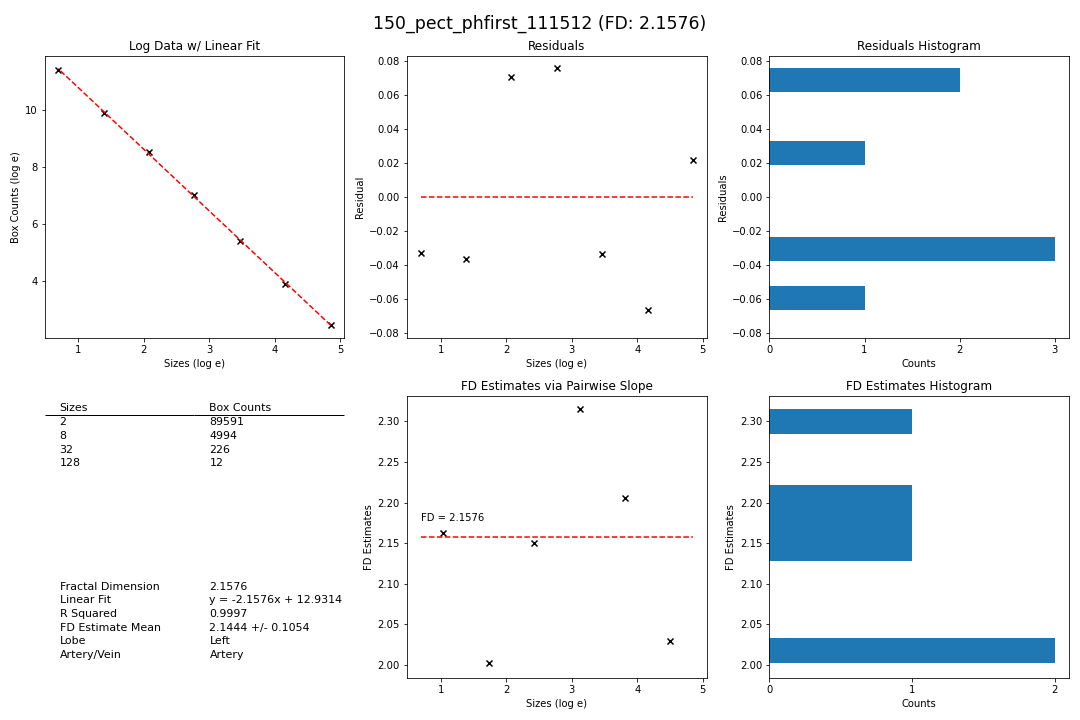 150_pect_phfirst_111512 (FD: 2.1576)
Log Data w/ Linear Fit
Box Counts (log e)
10
8
6
4
1 2 3 4 5
Sizes (log e)
Residuals
Residual
0.08
0.06
0.04
0.02
0.00
−0.02
−0.04
−0.06
−0.08
1 2 3 4 5
Sizes (log e)
Residuals Histogram
Residuals
0.08
0.06
0.04
0.02
0.00
−0.02
−0.04
−0.06
−0.08
0 1 2 3
Counts
Sizes Box Counts
2 89591
8 4994
32 226
128 12
Fractal Dimension 2.1576
Linear Fit y = -2.1576x + 12.9314
R Squared 0.9997
FD Estimate Mean 2.1444 +/- 0.1054
Lobe Left
Artery/Vein Artery
FD Estimates via Pairwise Slope
FD Estimates
2.30
2.25
2.20
2.15
2.10
2.05
2.00
FD = 2.1576
1 2 3 4 5
Sizes (log e)
FD Estimates Histogram
FD Estimates
2.30
2.25
2.20
2.15
2.10
2.05
2.00
0 1 2
Counts